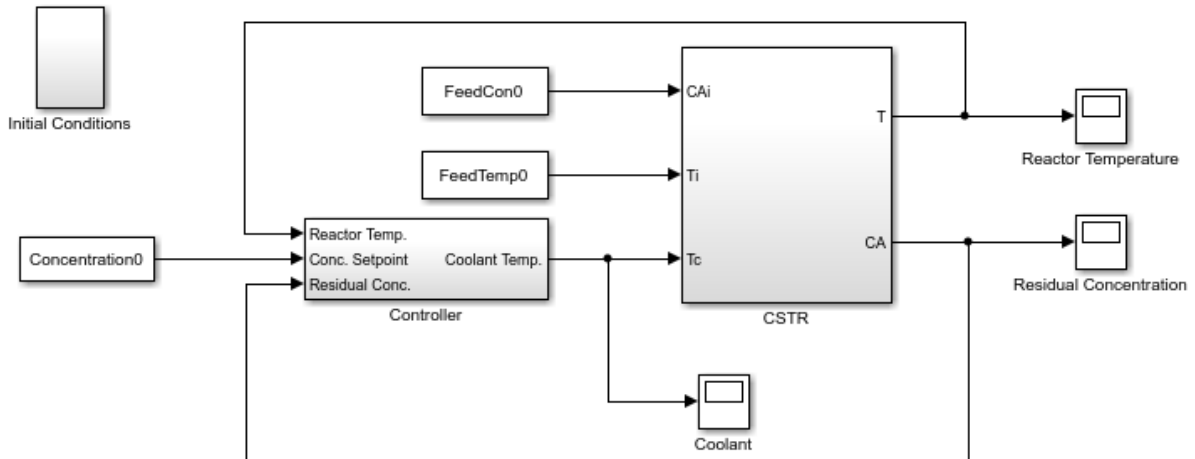 Initial Conditions
FeedCon0
CAi
T
Reactor Temperature
FeedTemp0
Ti
Concentration0
Reactor Temp.
Conc. Setpoint
Residual Conc.
Coolant Temp.
Controller
Tc
CA
CSTR
Residual Concentration
Coolant